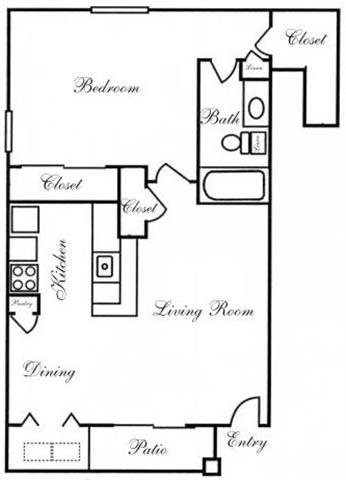 Closet
Linen
Bedroom
Bath
Linen
Closet
Closet
Kitchen
Pantry
Living Room
Dining
Patio
Entry